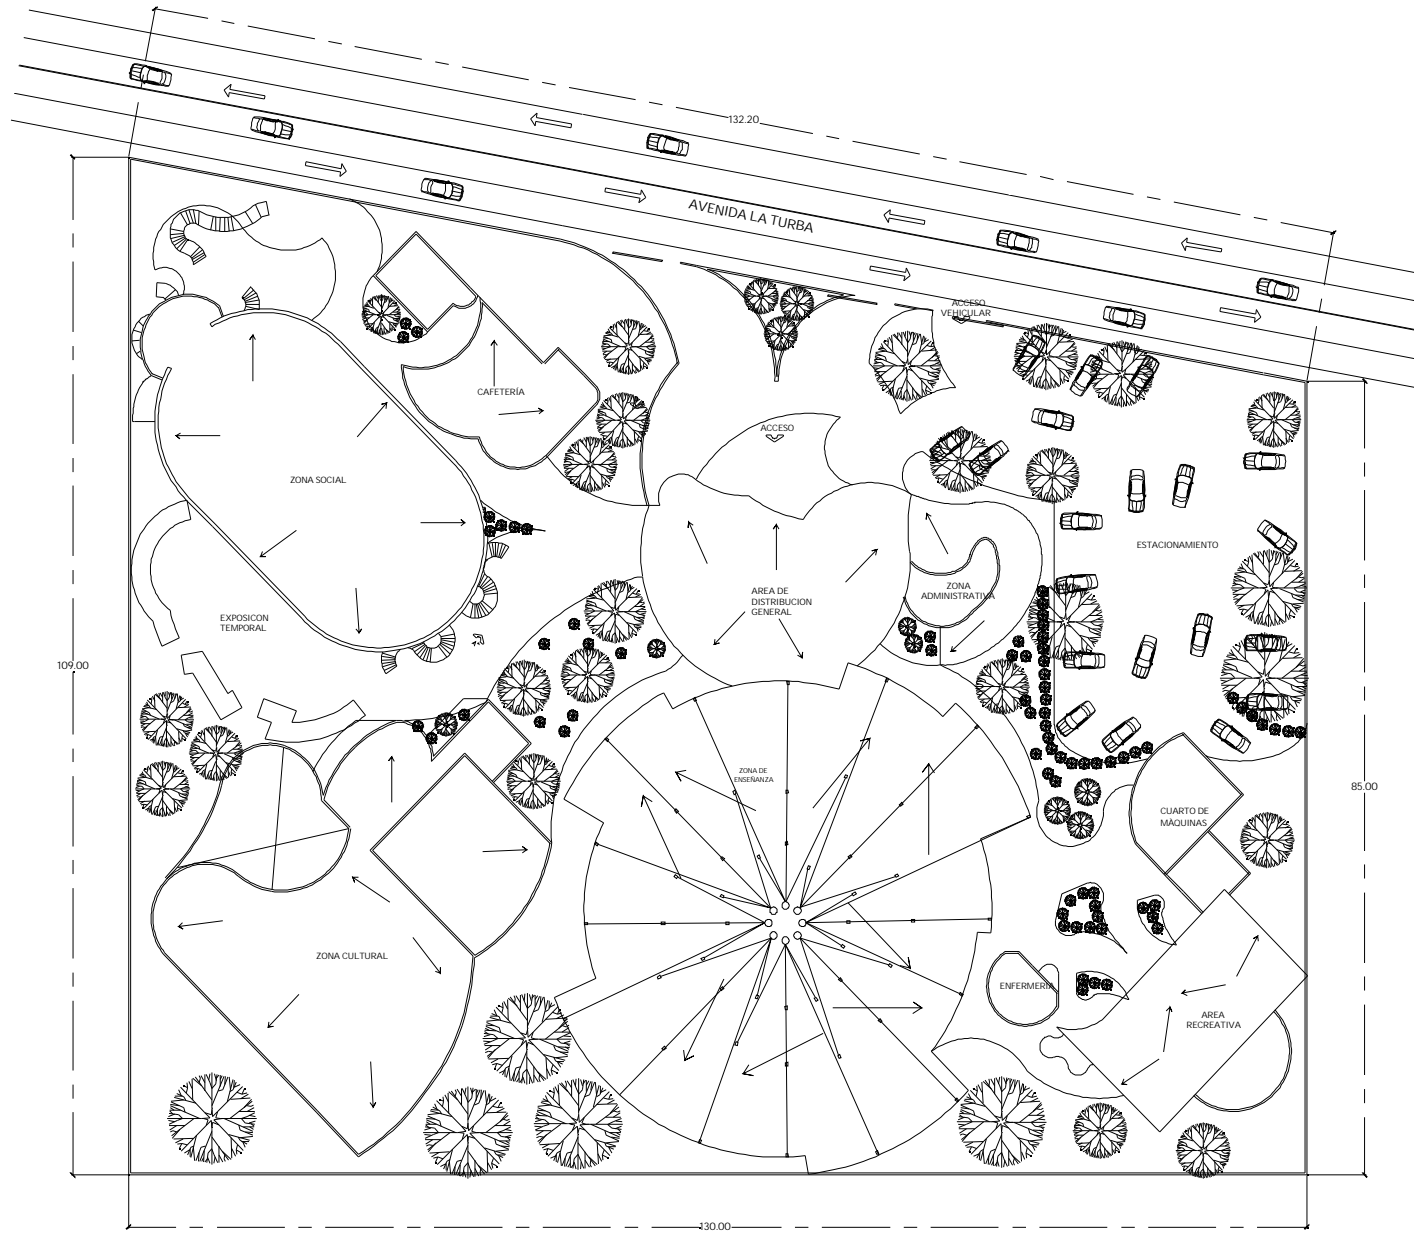 132.20
AVENIDA LA TURBA
ACCESO
VEHICULAR
CAFETERÍA
ACCESO
ZONA SOCIAL
ESTACIONAMIENTO
AREA DE
DISTRIBUCION
GENERAL
ZONA
ADMINISTRATIVA
EXPOSICON
TEMPORAL
109.00
ZONA DE
ENSEÑANZA
85.00
CUARTO DE
MÁQUINAS
ZONA CULTURAL
ENFERMERIA
AREA
RECREATIVA
130.00